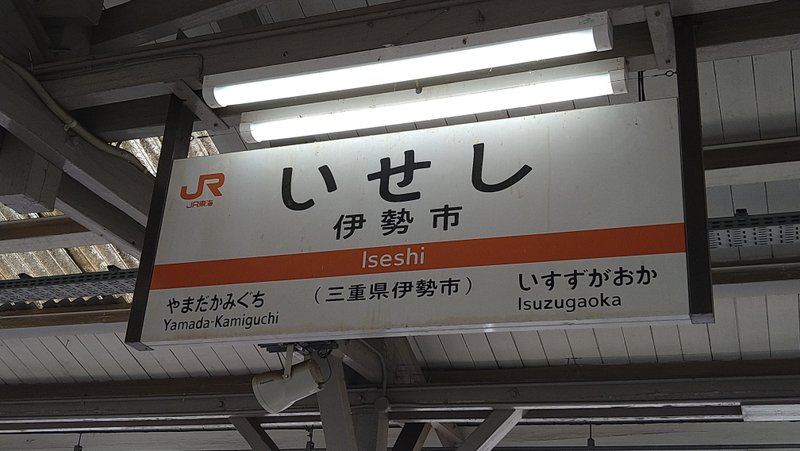 JR
JR東海
いせし
伊勢市
Iseshi
(三重県伊勢市)
やまだかみぐち
Yamada-Kamiguchi
いすずがおか
Isuzugaoka